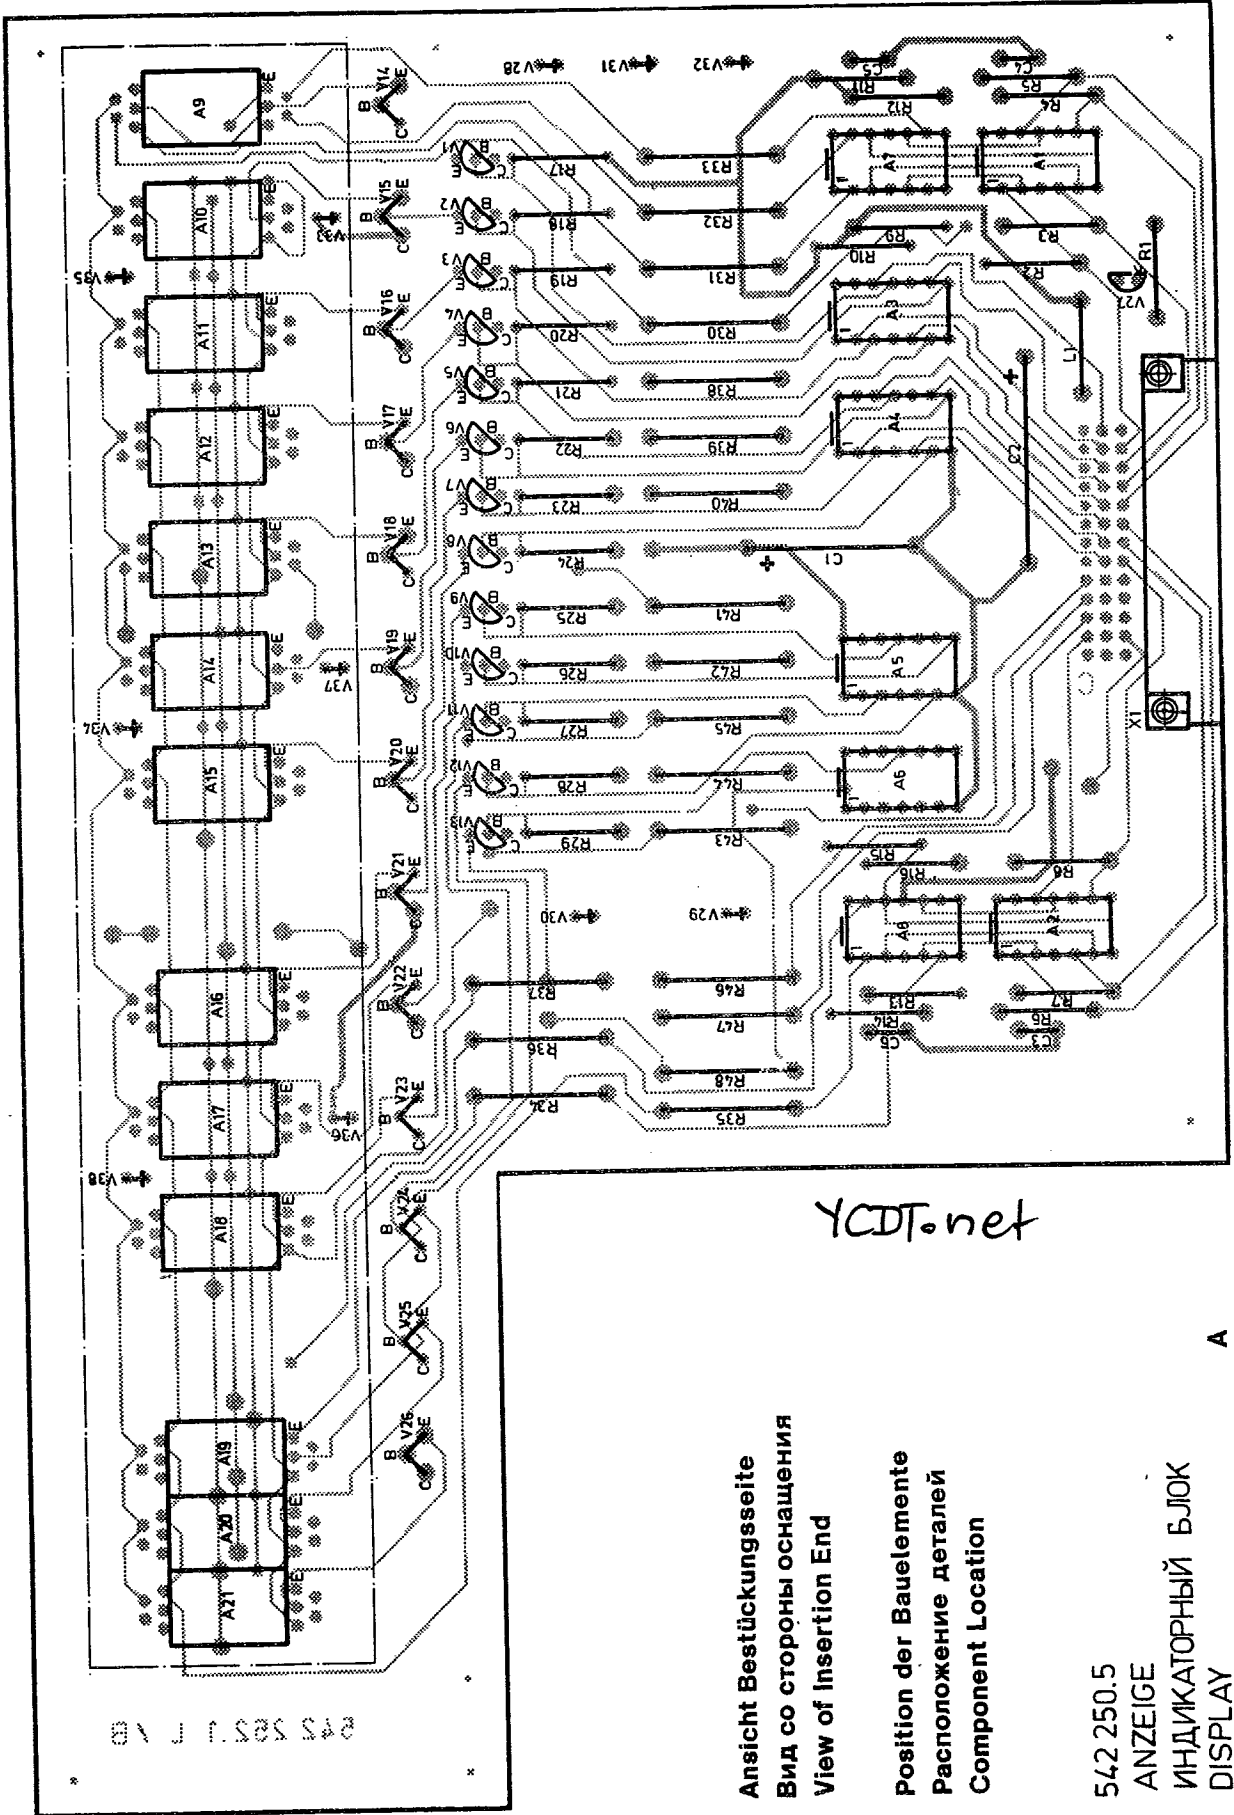 A9
A10
A11
A12
A13
A14
A15
A16
A17
A18
A19
A20
A21
V14
V15
V16
V17
V18
V19
V20
V21
V22
V23
V24
V25
V26
V28
V31
V32
V33
V35
V37
V34
V36
V38
V30
V29
V1
V2
V3
V4
V5
V6
V7
V8
V9
V10
V11
V12
V13
R17
R18
R19
R20
R21
R22
R23
R24
R25
R26
R27
R28
R29
R33
R32
R31
R30
R38
R39
R40
C1
R41
R42
R45
R44
R43
R37
R36
R34
R46
R47
R48
R35
C5
R11
R12
C4
R5
R4
A7
A1
R9
R10
R3
R2
R1
V27
A3
L1
A4
C2
A5
A6
X1
R15
R16
R8
A8
A2
R13
R14
C6
R7
R6
C3
542 252.1 L/B
YCDT.net
Ansicht Bestückungsseite
Вид со стороны оснащения
View of Insertion End
Position der Bauelemente
Расположение деталей
Component Location
542 250.5
ANZEIGE
ИНДИКАТОРНЫЙ БЛОК
DISPLAY
A